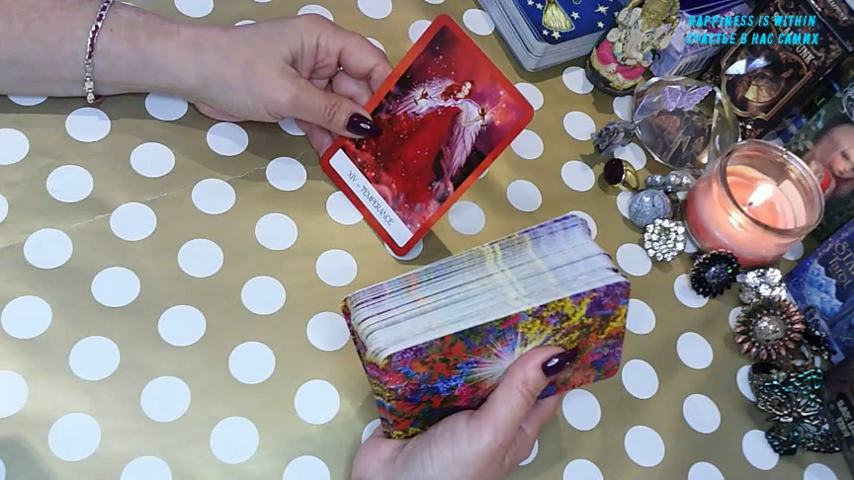 HAPPINESS IS WITHIN
СЧАСТЬЕ В НАС САМИХ
XIV - TEMPERANCE